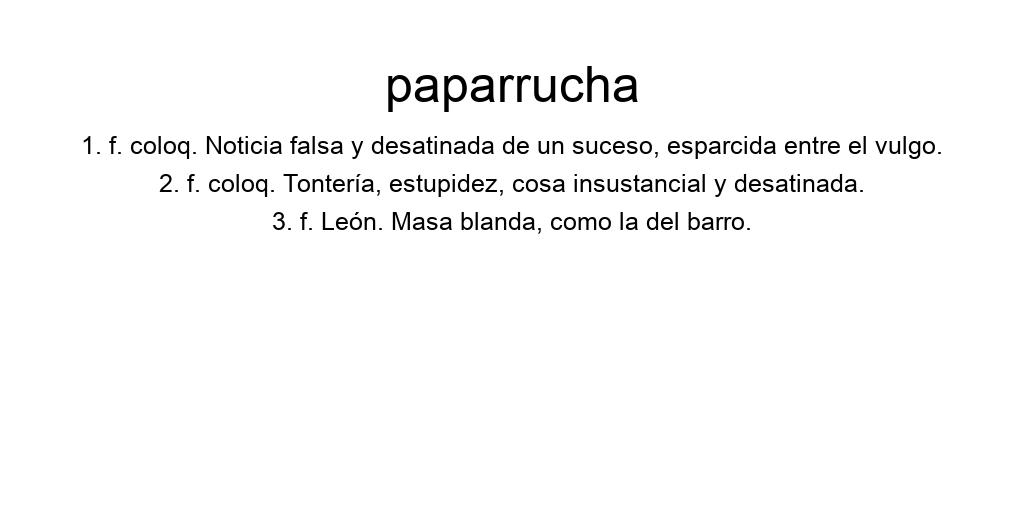 paparrucha
1. f. coloq. Noticia falsa y desatinada de un suceso, esparcida entre el vulgo.
2. f. coloq. Tontería, estupidez, cosa insustancial y desatinada.
3. f. León. Masa blanda, como la del barro.